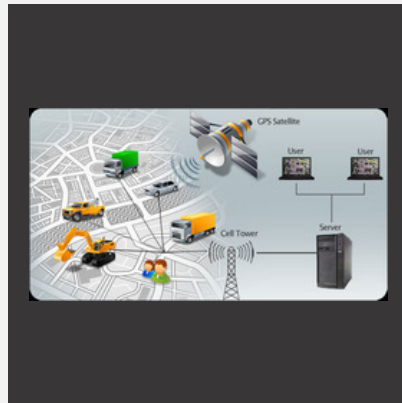 GPS Satellite
User
User
Cell Tower
Server